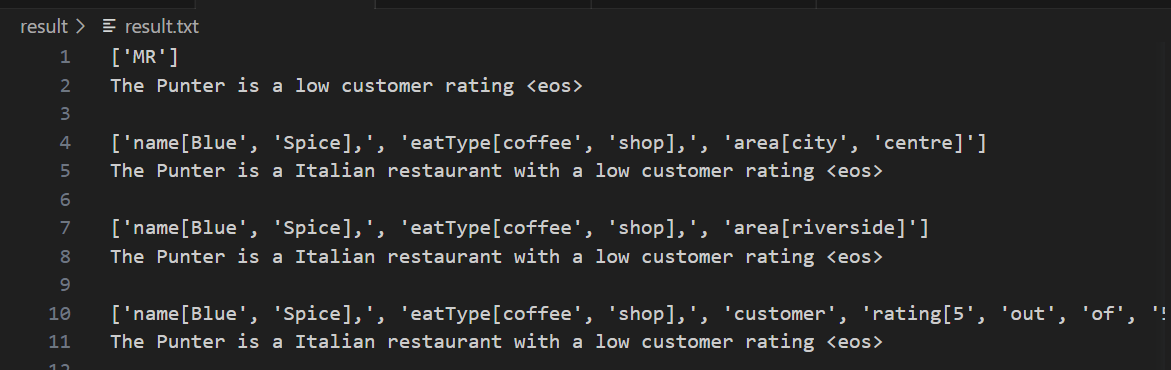 result > result.txt
1 ['MR']
2 The Punter is a low customer rating <eos>
3
4 ['name[Blue', 'Spice],', 'eatType[coffee', 'shop],', 'area[city', 'centre]']
5 The Punter is a Italian restaurant with a low customer rating <eos>
6
7 ['name[Blue', 'Spice],', 'eatType[coffee', 'shop],', 'area[riverside]']
8 The Punter is a Italian restaurant with a low customer rating <eos>
9
10 ['name[Blue', 'Spice],', 'eatType[coffee', 'shop],', 'customer', 'rating[5', 'out', 'of', '
11 The Punter is a Italian restaurant with a low customer rating <eos>